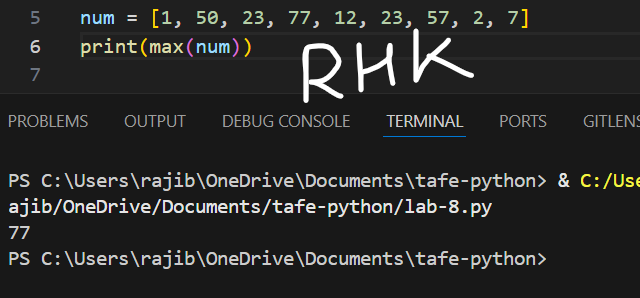 5 num = [1, 50, 23, 77, 12, 23, 57, 2, 7]
6 print(max(num))
7
RHK
PROBLEMS OUTPUT DEBUG CONSOLE TERMINAL PORTS GITLENS
PS C:\Users\rajib\OneDrive\Documents\tafe-python> & C:/Use
ajib/OneDrive/Documents/tafe-python/lab-8.py
77
PS C:\Users\rajib\OneDrive\Documents\tafe-python>